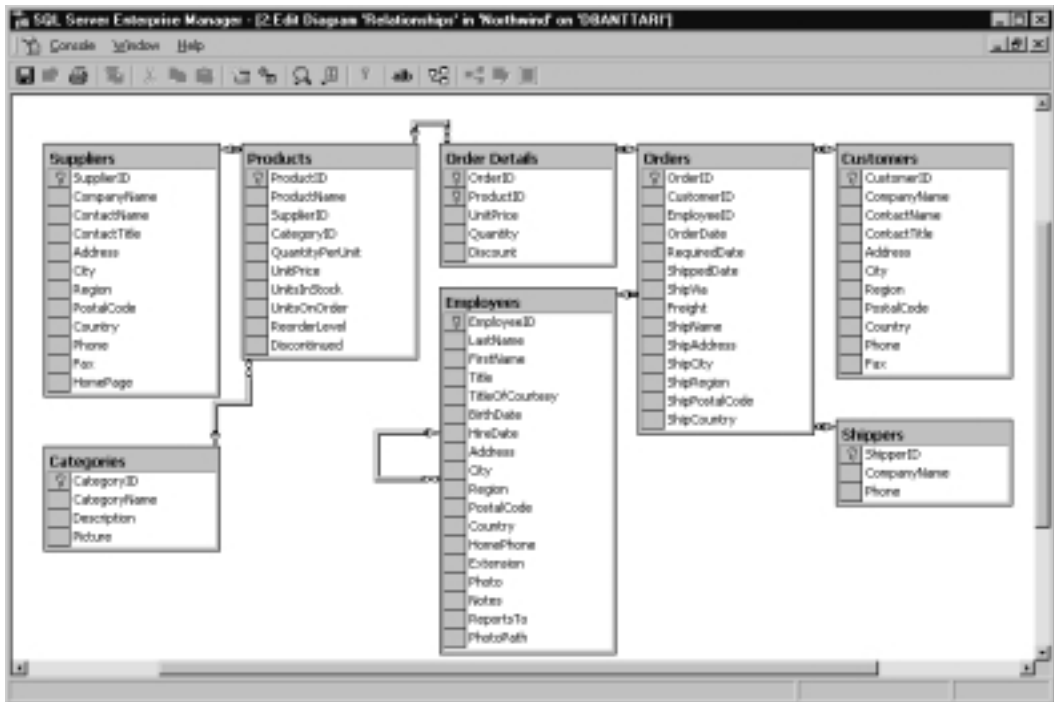 SQL Server Enterprise Manager - [2:Edit Diagram 'Relationships' in 'Northwind' on 'DBANTTARI']
Console Window Help
Suppliers
SupplierID
CompanyName
ContactName
ContactTitle
Address
City
Region
PostalCode
Country
Phone
Fax
HomePage
Products
ProductID
ProductName
SupplierID
CategoryID
QuantityPerUnit
UnitPrice
UnitsInStock
UnitsOnOrder
ReorderLevel
Discontinued
Order Details
OrderID
ProductID
UnitPrice
Quantity
Discount
Orders
OrderID
CustomerID
EmployeeID
OrderDate
RequiredDate
ShippedDate
ShipVia
Freight
ShipName
ShipAddress
ShipCity
ShipRegion
ShipPostalCode
ShipCountry
Customers
CustomerID
CompanyName
ContactName
ContactTitle
Address
City
Region
PostalCode
Country
Phone
Fax
Categories
CategoryID
CategoryName
Description
Picture
Employees
EmployeeID
LastName
FirstName
Title
TitleOfCourtesy
BirthDate
HireDate
Address
City
Region
PostalCode
Country
HomePhone
Extension
Photo
Notes
ReportsTo
PhotoPath
Shippers
ShipperID
CompanyName
Phone